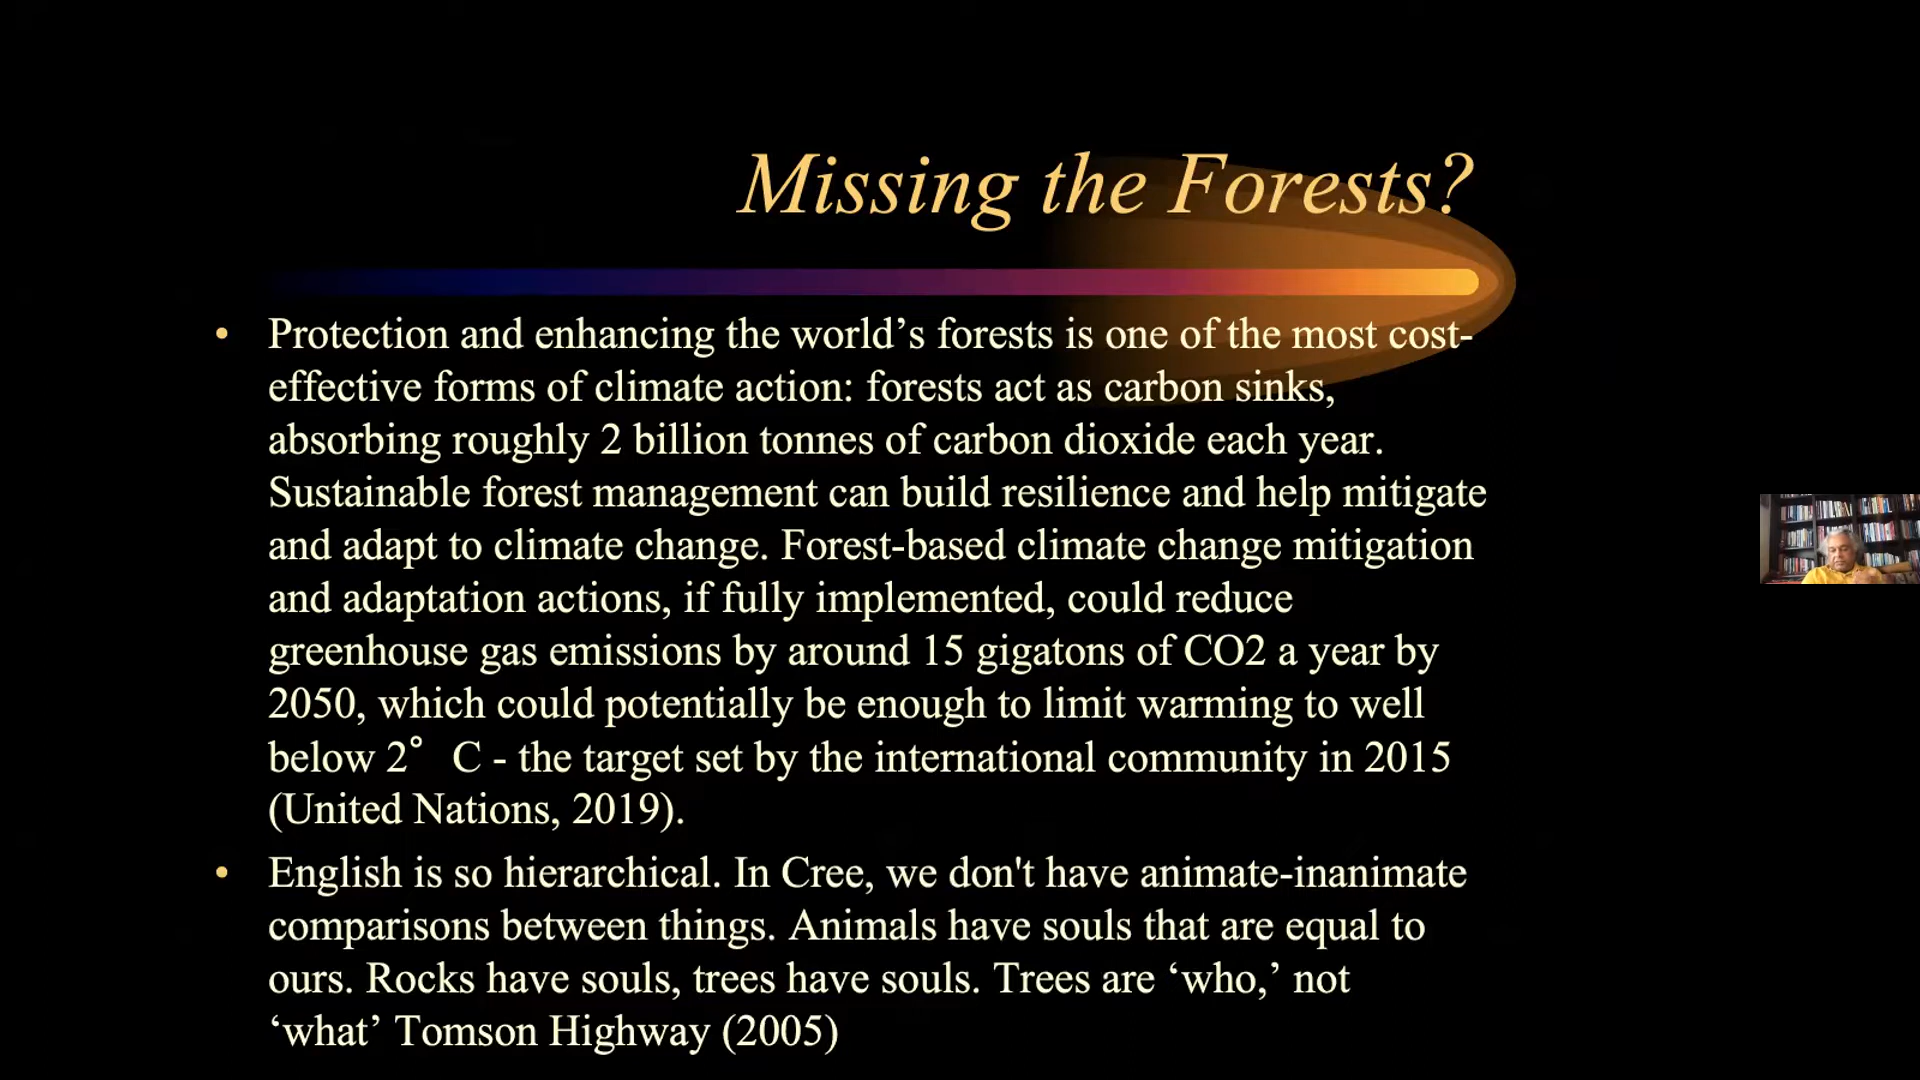 Missing the Forests?
• Protection and enhancing the world’s forests is one of the most cost-
effective forms of climate action: forests act as carbon sinks,
absorbing roughly 2 billion tonnes of carbon dioxide each year.
Sustainable forest management can build resilience and help mitigate
and adapt to climate change. Forest-based climate change mitigation
and adaptation actions, if fully implemented, could reduce
greenhouse gas emissions by around 15 gigatons of CO2 a year by
2050, which could potentially be enough to limit warming to well
below 2° C - the target set by the international community in 2015
(United Nations, 2019).
• English is so hierarchical. In Cree, we don't have animate-inanimate
comparisons between things. Animals have souls that are equal to
ours. Rocks have souls, trees have souls. Trees are ‘who,’ not
‘what’ Tomson Highway (2005)